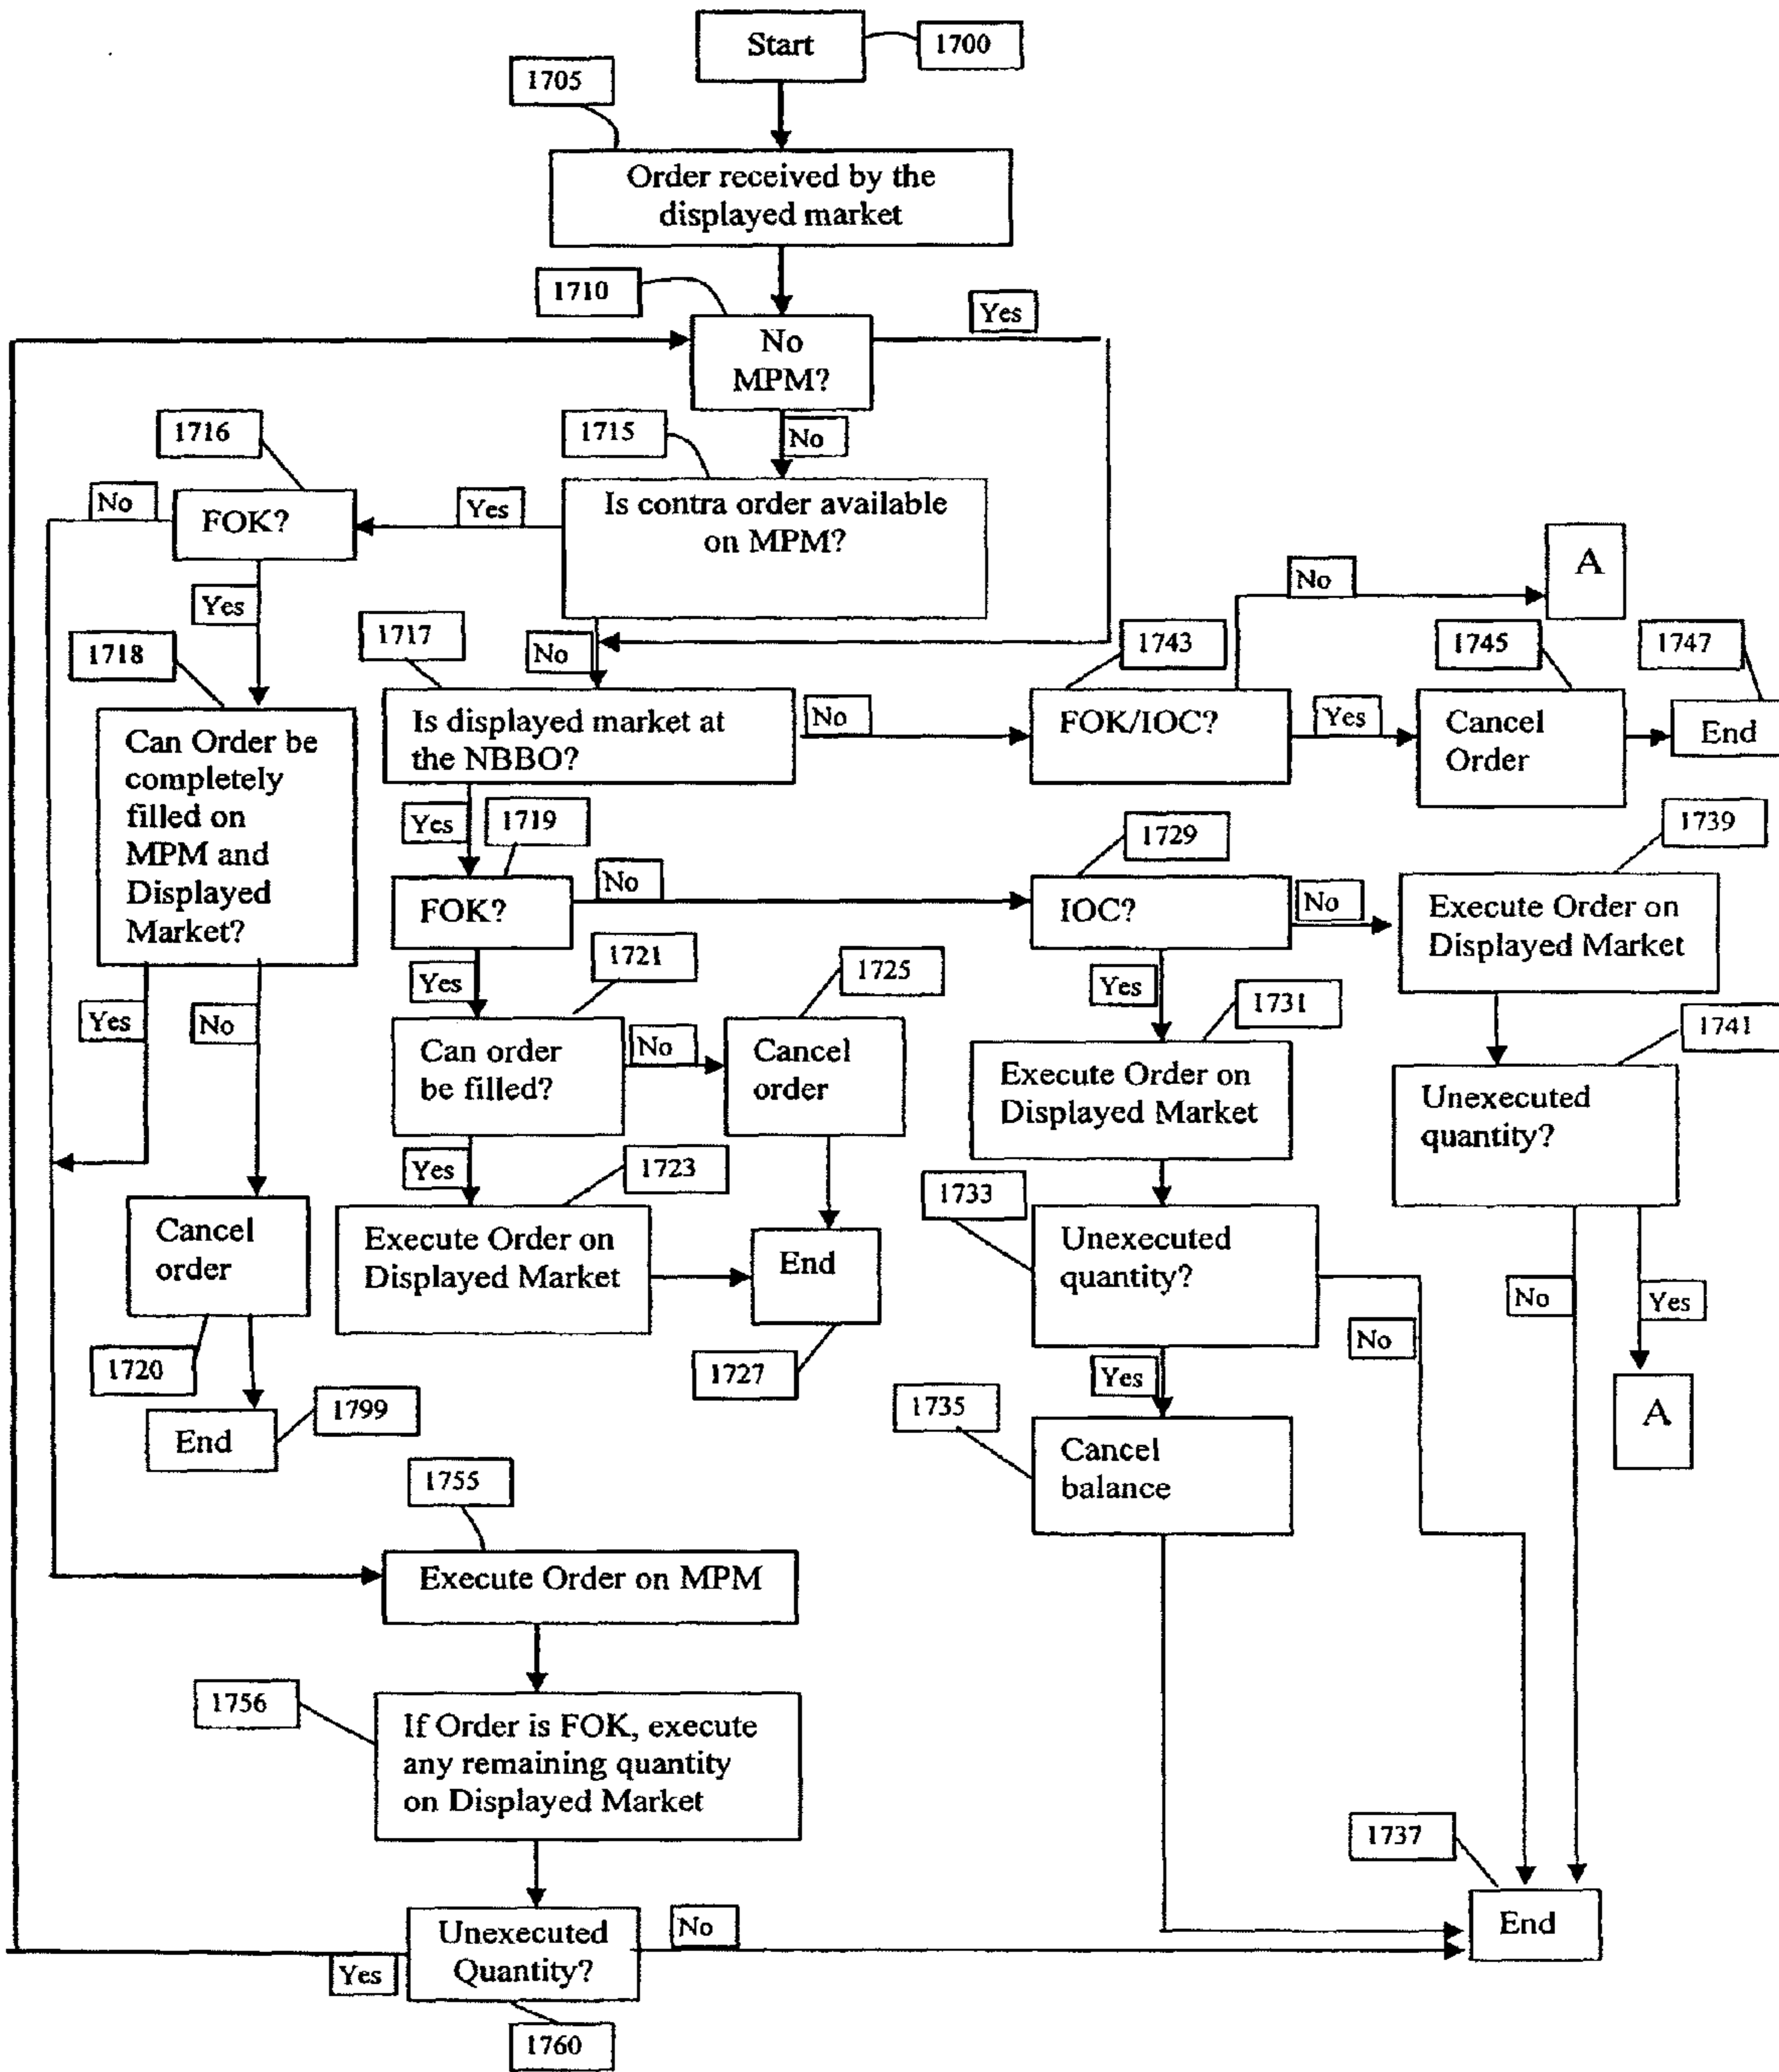 Start
1700
1705
Order received by the
displayed market
1710
Yes
No
MPM?
1716
1715
No
No
FOK?
Yes
Is contra order available
on MPM?
A
No
Yes
1717
1743
1745
1747
1718
No
Can Order be
completely
filled on
MPM and
Displayed
Market?
Is displayed market at
the NBBO?
No
FOK/IOC?
Yes
Cancel
Order
End
Yes
1719
1729
1739
FOK?
No
IOC?
No
Execute Order on
Displayed Market
Yes
1721
1725
Yes
1731
1741
Yes
No
Can order
be filled?
No
Cancel
order
Execute Order on
Displayed Market
Unexecuted
quantity?
Yes
1723
1733
Cancel
order
Execute Order on
Displayed Market
End
Unexecuted
quantity?
No
Yes
No
1720
1727
Yes
1735
A
1799
End
Cancel
balance
1755
Execute Order on MPM
1756
If Order is FOK, execute
any remaining quantity
on Displayed Market
1737
Unexecuted
Quantity?
No
End
Yes
1760